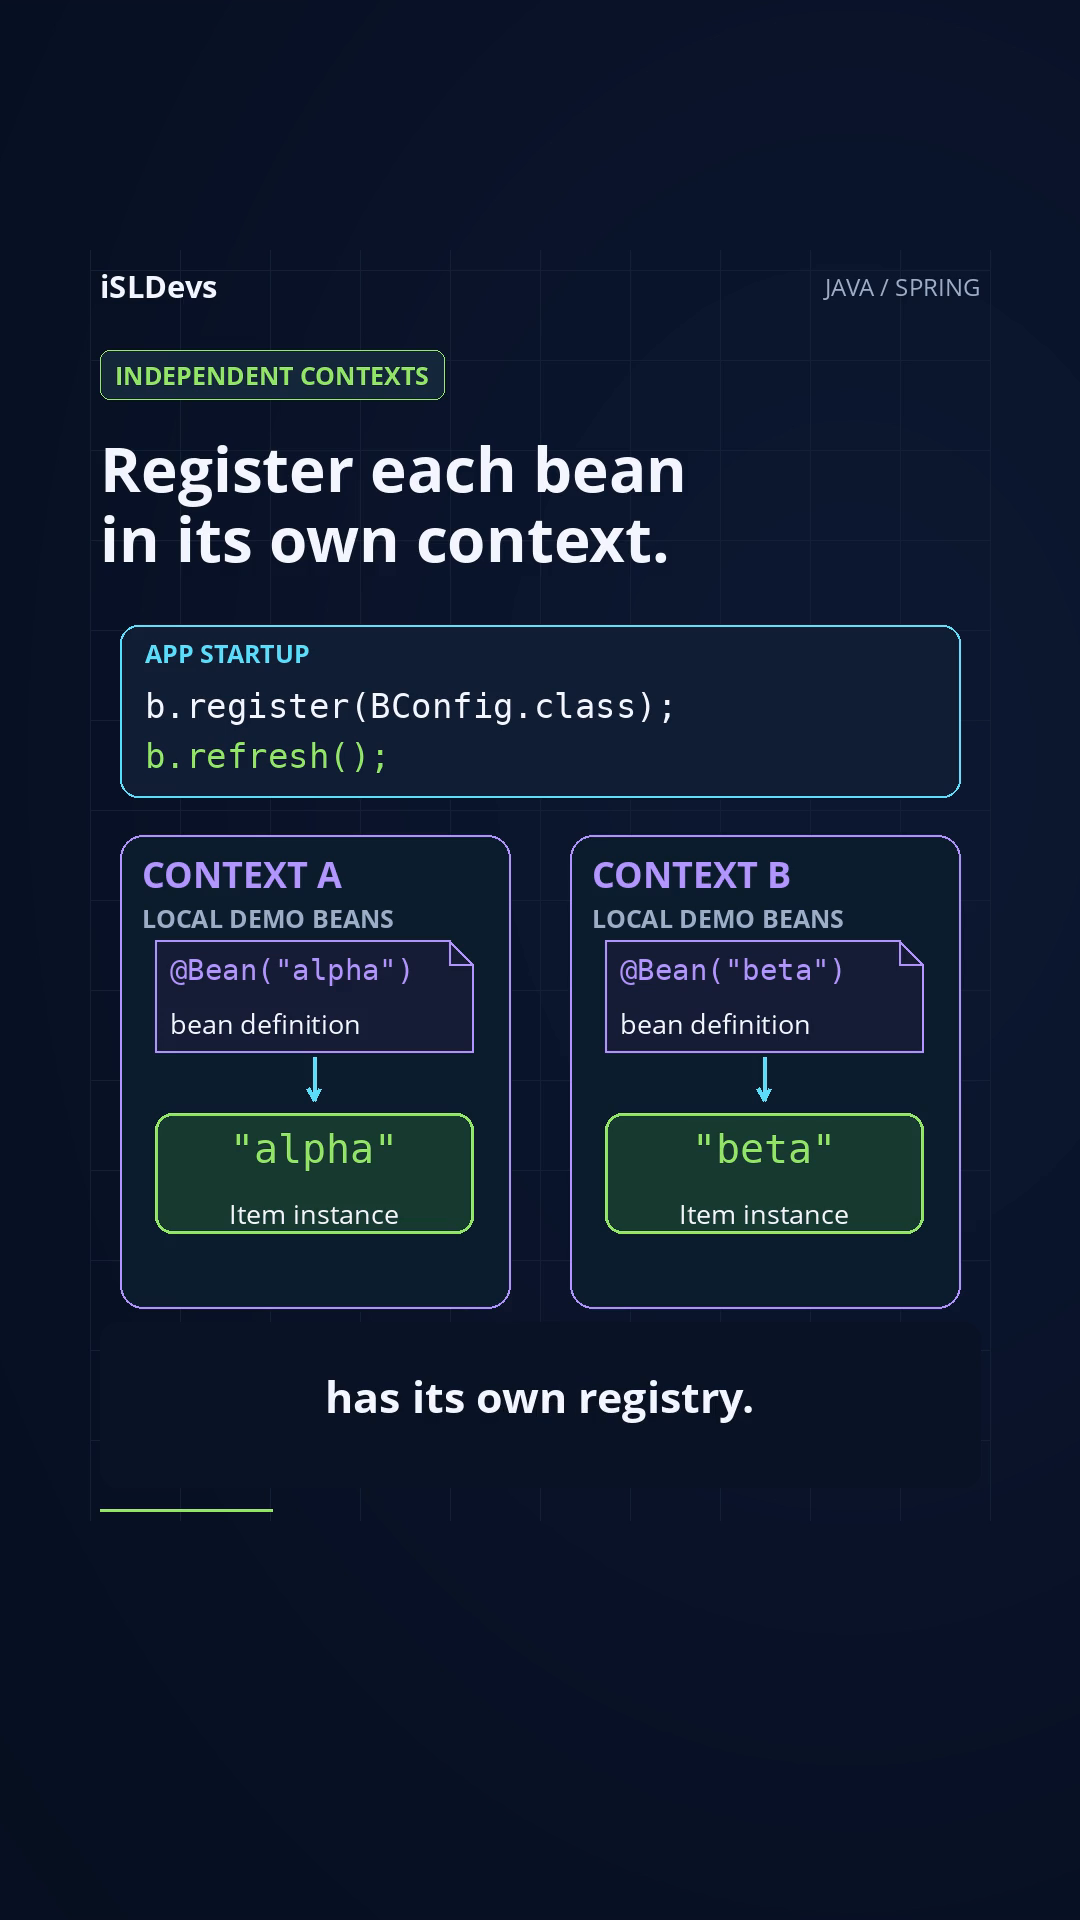 iSLDevs
JAVA / SPRING
INDEPENDENT CONTEXTS
Register each bean
in its own context.
APP STARTUP
b.register(BConfig.class);
b.refresh();
CONTEXT A
LOCAL DEMO BEANS
@Bean("alpha")
bean definition
"alpha"
Item instance
CONTEXT B
LOCAL DEMO BEANS
@Bean("beta")
bean definition
"beta"
Item instance
has its own registry.